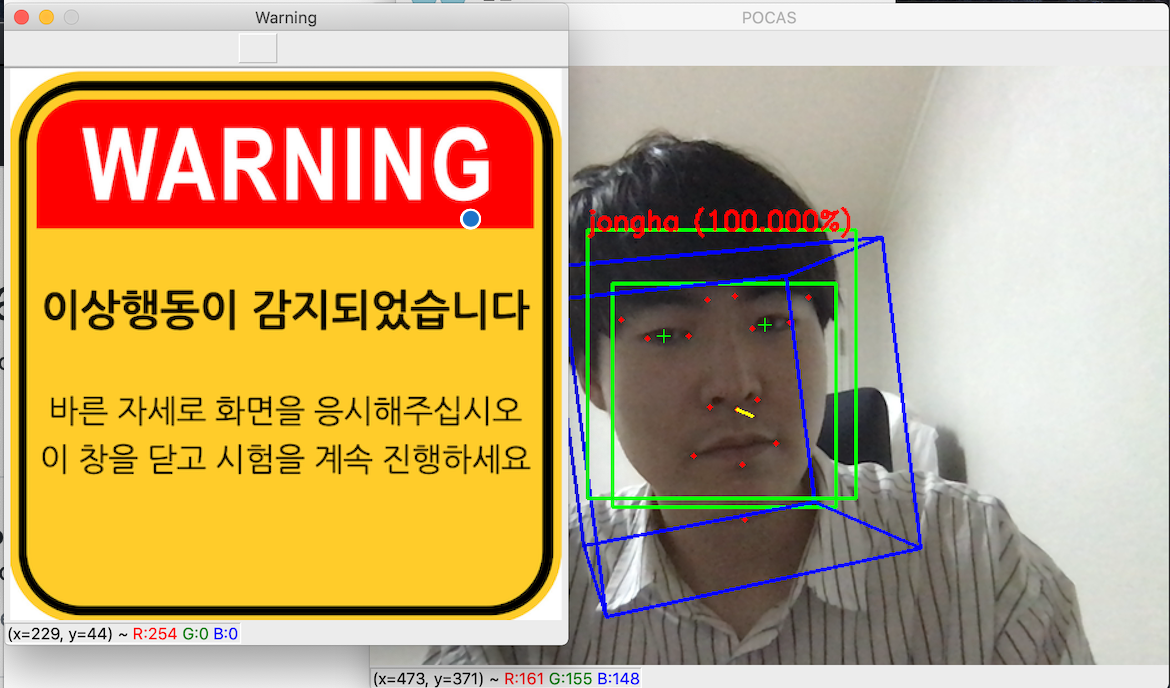 Warning
POCAS
WARNING
이상행동이 감지되었습니다
바른 자세로 화면을 응시해주십시오
이 창을 닫고 시험을 계속 진행하세요
(x=229, y=44) ~ R:254 G:0 B:0
jongha (100.000%)
(x=473, y=371) ~ R:161 G:155 B:148